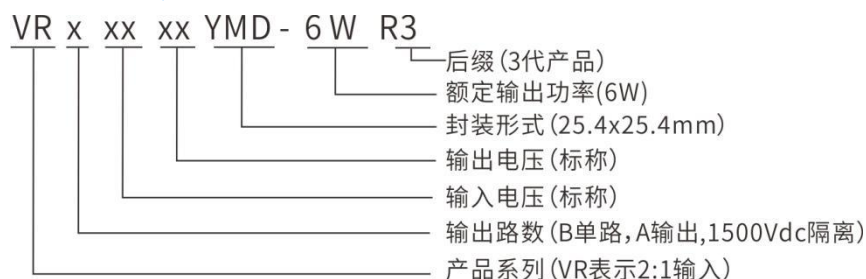 VR x xx xx YMD - 6W R3
后缀(3代产品)
额定输出功率(6W)
封装形式(25.4x25.4mm)
输出电压(标称)
输入电压(标称)
输出路数(B单路,A输出,1500Vdc隔离)
产品系列(VR表示2:1输入)